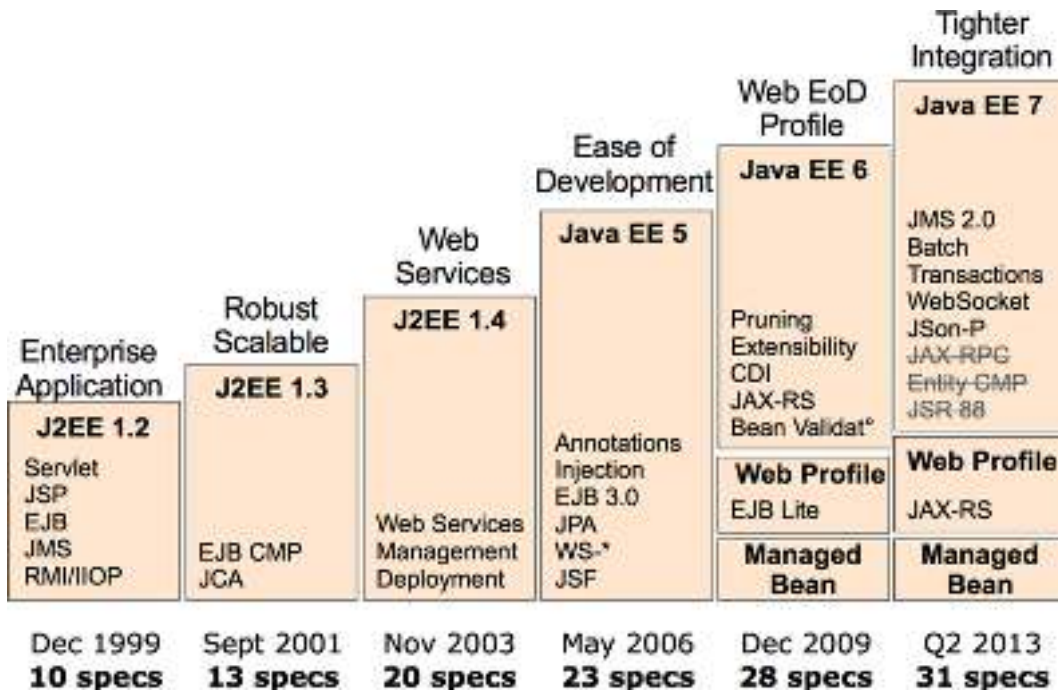 Enterprise
Application
J2EE 1.2
Servlet
JSP
EJB
JMS
RMI/IIOP
Dec 1999
10 specs
Robust
Scalable
J2EE 1.3
EJB CMP
JCA
Sept 2001
13 specs
Web
Services
J2EE 1.4
Web Services
Management
Deployment
Nov 2003
20 specs
Ease of
Development
Java EE 5
Annotations
Injection
EJB 3.0
JPA
WS-*
JSF
May 2006
23 specs
Web EoD
Profile
Java EE 6
Pruning
Extensibility
CDI
JAX-RS
Bean Validat°
Web Profile
EJB Lite
Managed
Bean
Dec 2009
28 specs
Tighter
Integration
Java EE 7
JMS 2.0
Batch
Transactions
WebSocket
JSon-P
JAX-RPC
Entity CMP
JSR 88
Web Profile
JAX-RS
Managed
Bean
Q2 2013
31 specs